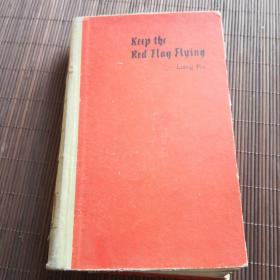 Keep the
Red Flag Flying
Liang Pin